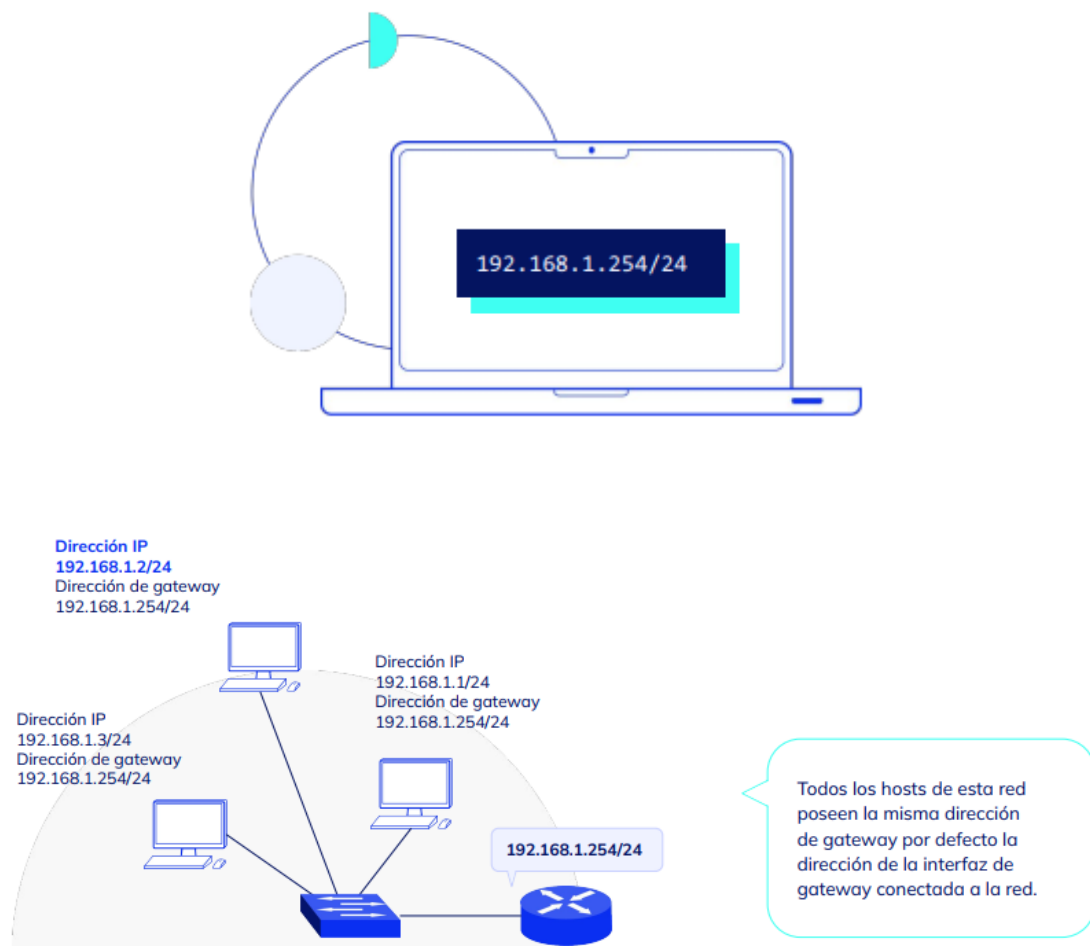 192.168.1.254/24
Dirección IP
192.168.1.2/24
Dirección de gateway
192.168.1.254/24
Dirección IP
192.168.1.1/24
Dirección de gateway
192.168.1.254/24
Dirección IP
192.168.1.3/24
Dirección de gateway
192.168.1.254/24
192.168.1.254/24
Todos los hosts de esta red
poseen la misma dirección
de gateway por defecto la
dirección de la interfaz de
gateway conectada a la red.